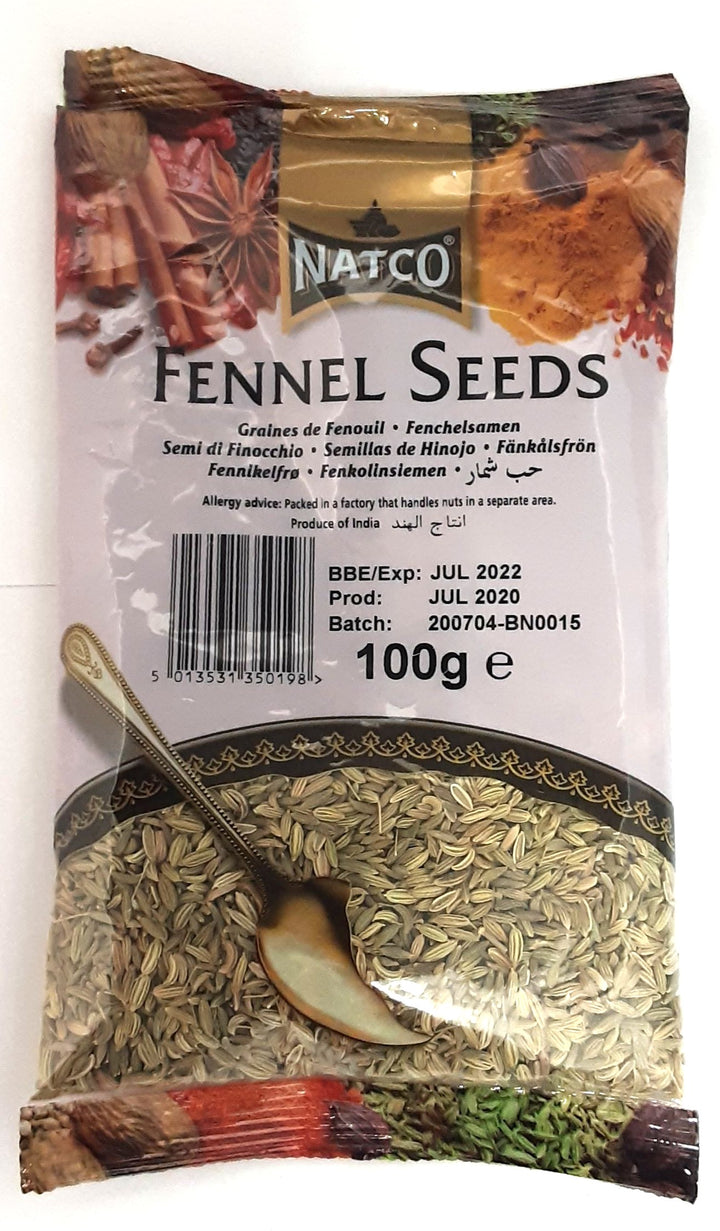 NATCO®
FENNEL SEEDS
Graines de Fenouil • Fenchelsamen
Semi di Finocchio • Semillas de Hinojo • Fänkålsfrön
Fennikelfrø • Fenkolinsiemen • حب شمار
Allergy advice: Packed in a factory that handles nuts in a separate area.
Produce of India انتاج الهند
BBE/Exp: JUL 2022
Prod: JUL 2020
Batch: 200704-BN0015
5 013531 350198 >
100g e